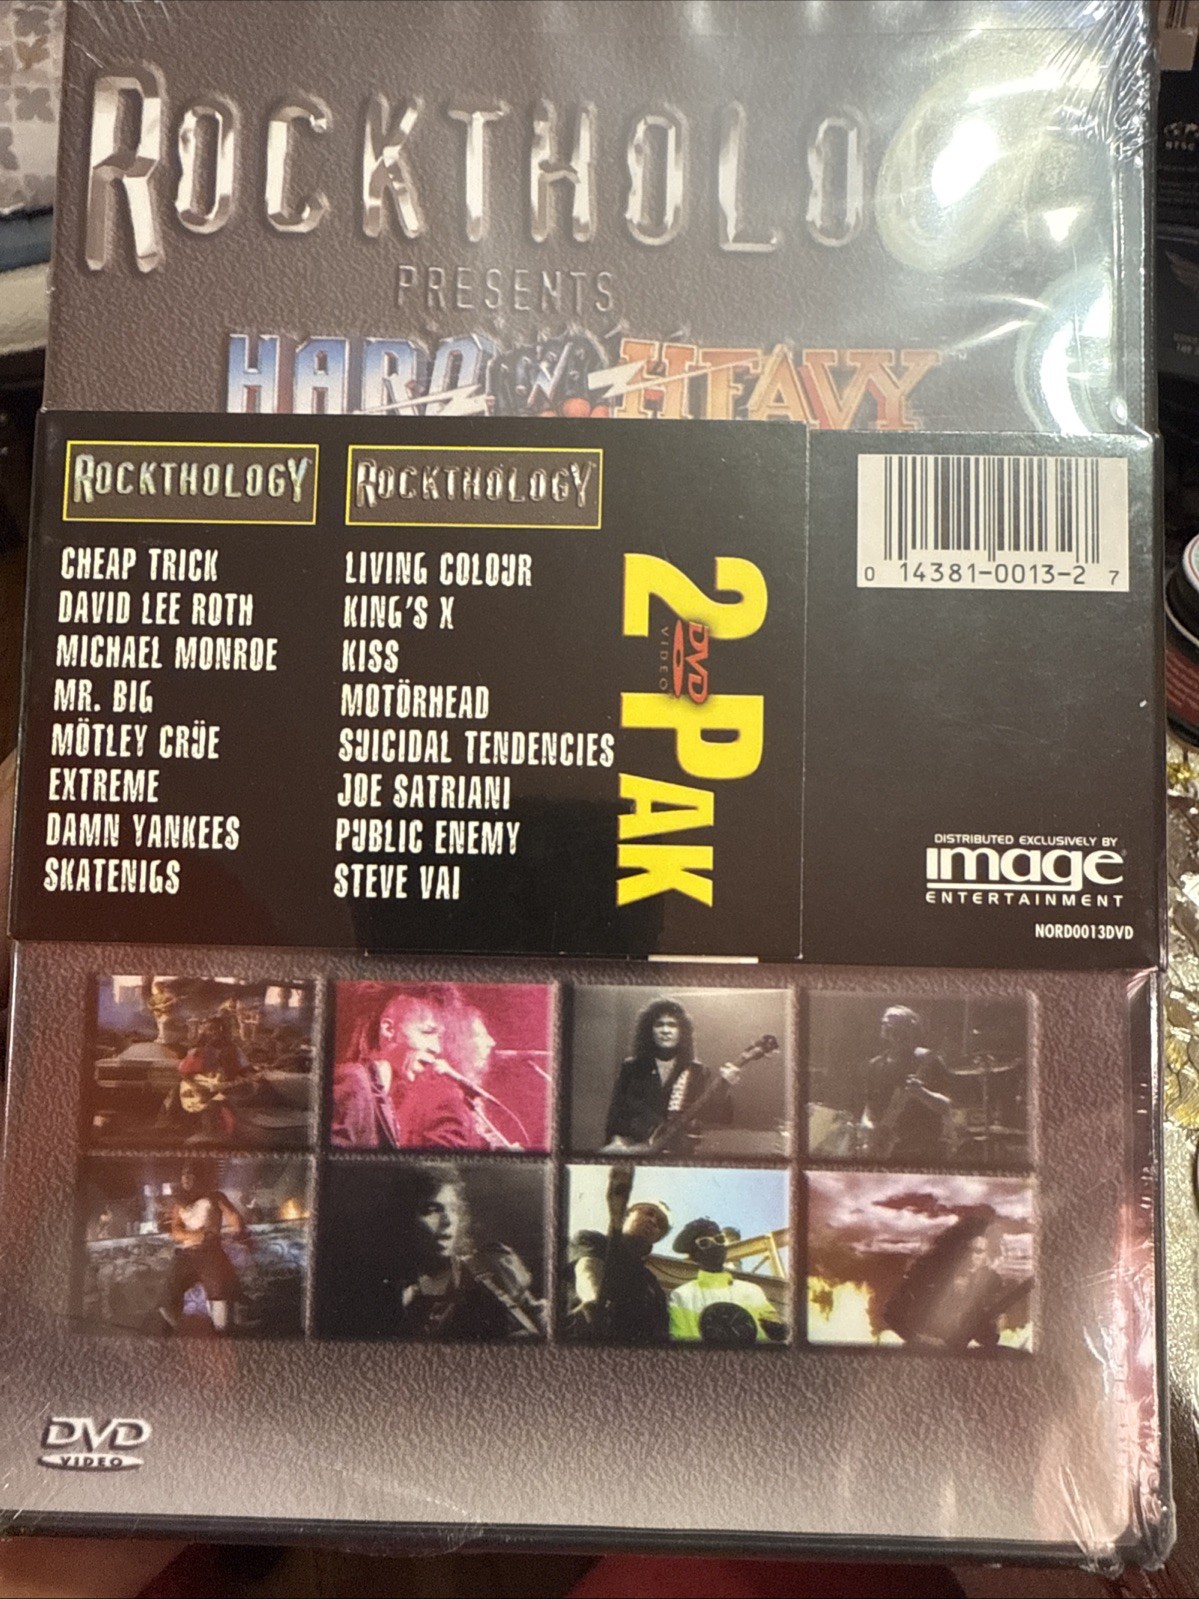 ROCKTHOLO
PRESENTS
HARD N HEAVY
ROCKTHOLOGY
CHEAP TRICK
DAVID LEE ROTH
MICHAEL MONROE
MR. BIG
MÖTLEY CRÜE
EXTREME
DAMN YANKEES
SKATENIGS
ROCKTHOLOGY
LIVING COLOUR
KING'S X
KISS
MOTÖRHEAD
SUICIDAL TENDENCIES
JOE SATRIANI
PUBLIC ENEMY
STEVE VAI
2 PAK
DVD
VIDEO
0 14381-0013-2 7
DISTRIBUTED EXCLUSIVELY BY
image
ENTERTAINMENT
NORD0013DVD
DVD
VIDEO
NTSC